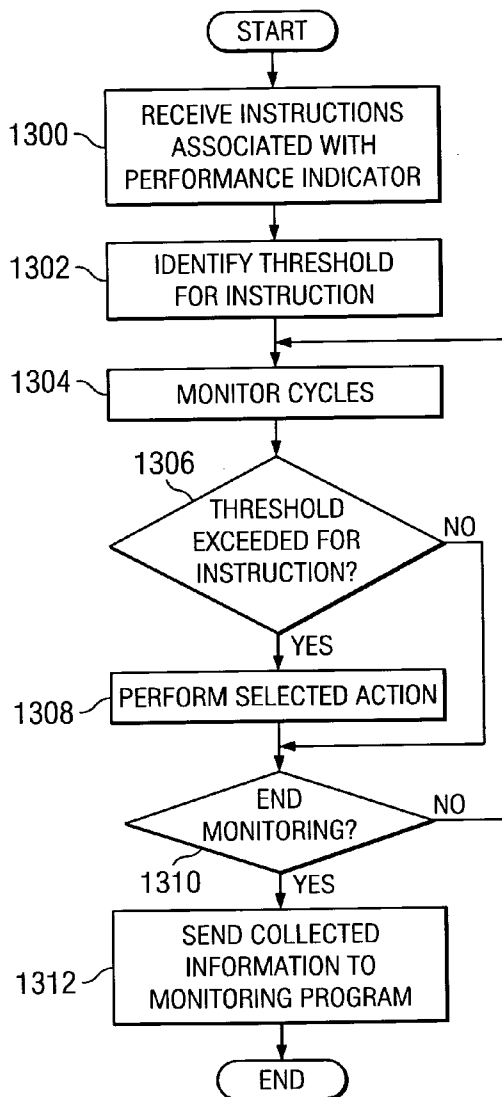 START
1300
RECEIVE INSTRUCTIONS
ASSOCIATED WITH
PERFORMANCE INDICATOR
1302
IDENTIFY THRESHOLD
FOR INSTRUCTION
1304
MONITOR CYCLES
1306
THRESHOLD
EXCEEDED FOR
INSTRUCTION?
NO
YES
1308
PERFORM SELECTED ACTION
END
MONITORING?
NO
1310
YES
1312
SEND COLLECTED
INFORMATION TO
MONITORING PROGRAM
END